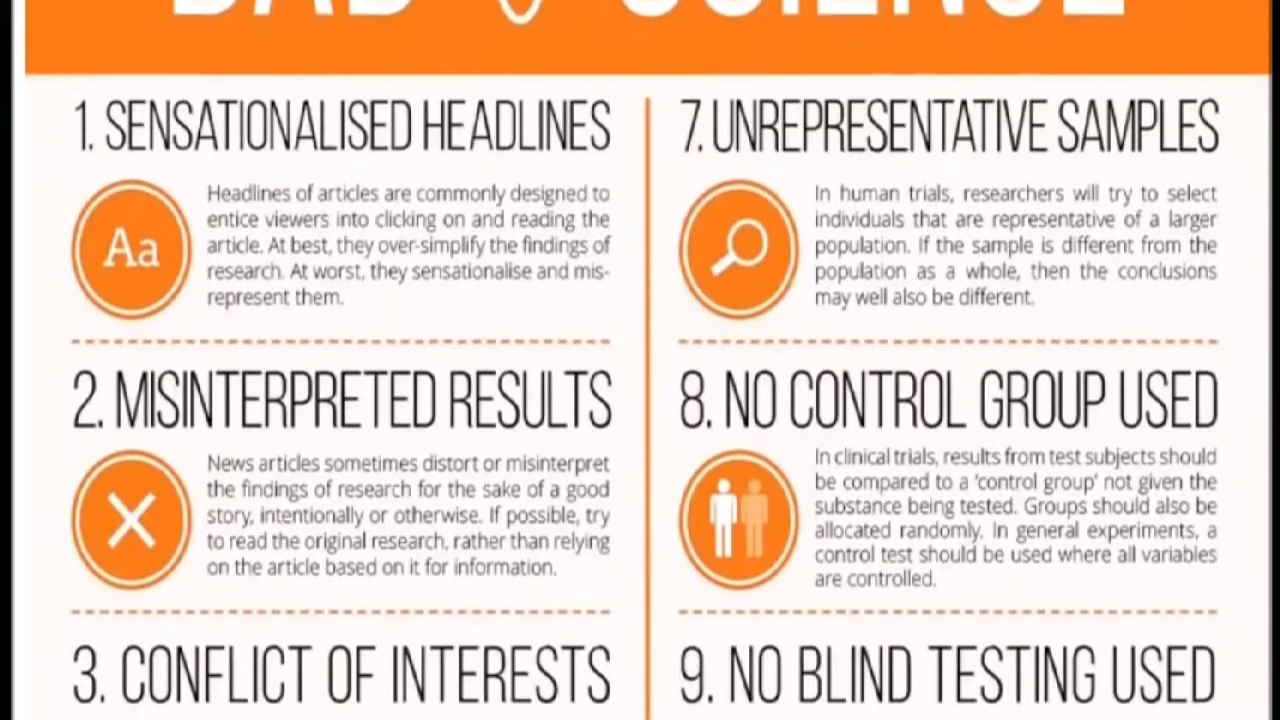 BAD SCIENCE
1. SENSATIONALISED HEADLINES
Aa
Headlines of articles are commonly designed to
entice viewers into clicking on and reading the
article. At best, they over-simplify the findings of
research. At worst, they sensationalise and mis-
represent them.
2. MISINTERPRETED RESULTS
News articles sometimes distort or misinterpret
the findings of research for the sake of a good
story, intentionally or otherwise. If possible, try
to read the original research, rather than relying
on the article based on it for information.
3. CONFLICT OF INTERESTS
7. UNREPRESENTATIVE SAMPLES
In human trials, researchers will try to select
individuals that are representative of a larger
population. If the sample is different from the
population as a whole, then the conclusions
may well also be different.
8. NO CONTROL GROUP USED
In clinical trials, results from test subjects should
be compared to a 'control group' not given the
substance being tested. Groups should also be
allocated randomly. In general experiments, a
control test should be used where all variables
are controlled.
9. NO BLIND TESTING USED